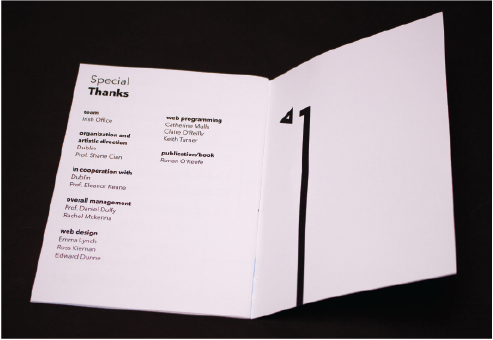 Special
Thanks
team
Irish Office
organization and
artistic direction
Dublin
Prof. Shane Cian
in cooperation with
Dublin
Prof. Eleanor Keane
overall management
Prof. Daniel Duffy
Rachel Mckenna
web design
Emma Lynch
Ross Kiernan
Edward Dunne
web programming
Catherine Mulls
Claire O'Reilly
Keith Turner
publication/book
Ronan O'Keefe
41